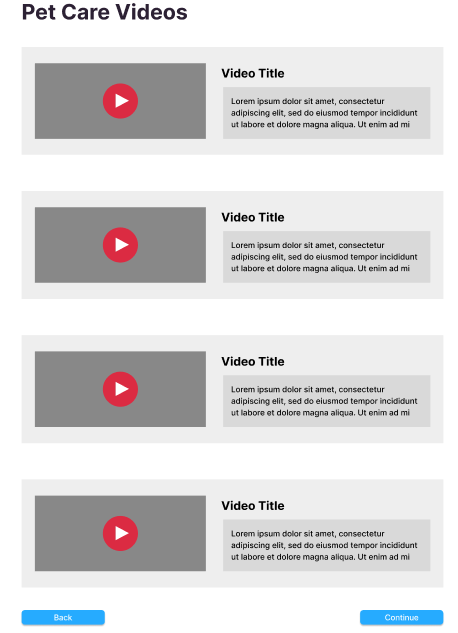 Pet Care Videos
Video Title
Lorem ipsum dolor sit amet, consectetur
adipiscing elit, sed do eiusmod tempor incididunt
ut labore et dolore magna aliqua. Ut enim ad mi
Video Title
Lorem ipsum dolor sit amet, consectetur
adipiscing elit, sed do eiusmod tempor incididunt
ut labore et dolore magna aliqua. Ut enim ad mi
Video Title
Lorem ipsum dolor sit amet, consectetur
adipiscing elit, sed do eiusmod tempor incididunt
ut labore et dolore magna aliqua. Ut enim ad mi
Video Title
Lorem ipsum dolor sit amet, consectetur
adipiscing elit, sed do eiusmod tempor incididunt
ut labore et dolore magna aliqua. Ut enim ad mi
Back
Continue